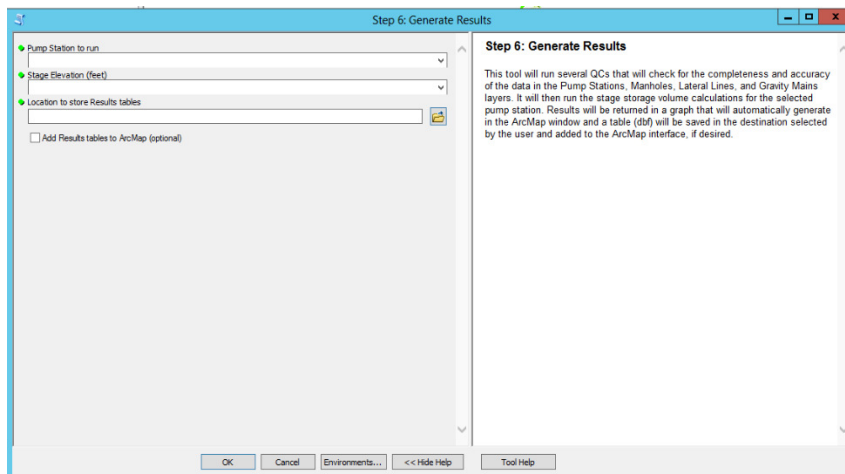 Step 6: Generate Results
Pump Station to run
Stage Elevation (feet)
Location to store Results tables
Add Results tables to ArcMap (optional)
Step 6: Generate Results
This tool will run several QCs that will check for the completeness and accuracy
of the data in the Pump Stations, Manholes, Lateral Lines, and Gravity Mains
layers. It will then run the stage storage volume calculations for the selected
pump station. Results will be returned in a graph that will automatically generate
in the ArcMap window and a table (dbf) will be saved in the destination selected
by the user and added to the ArcMap interface, if desired.
OK Cancel Environments... << Hide Help Tool Help